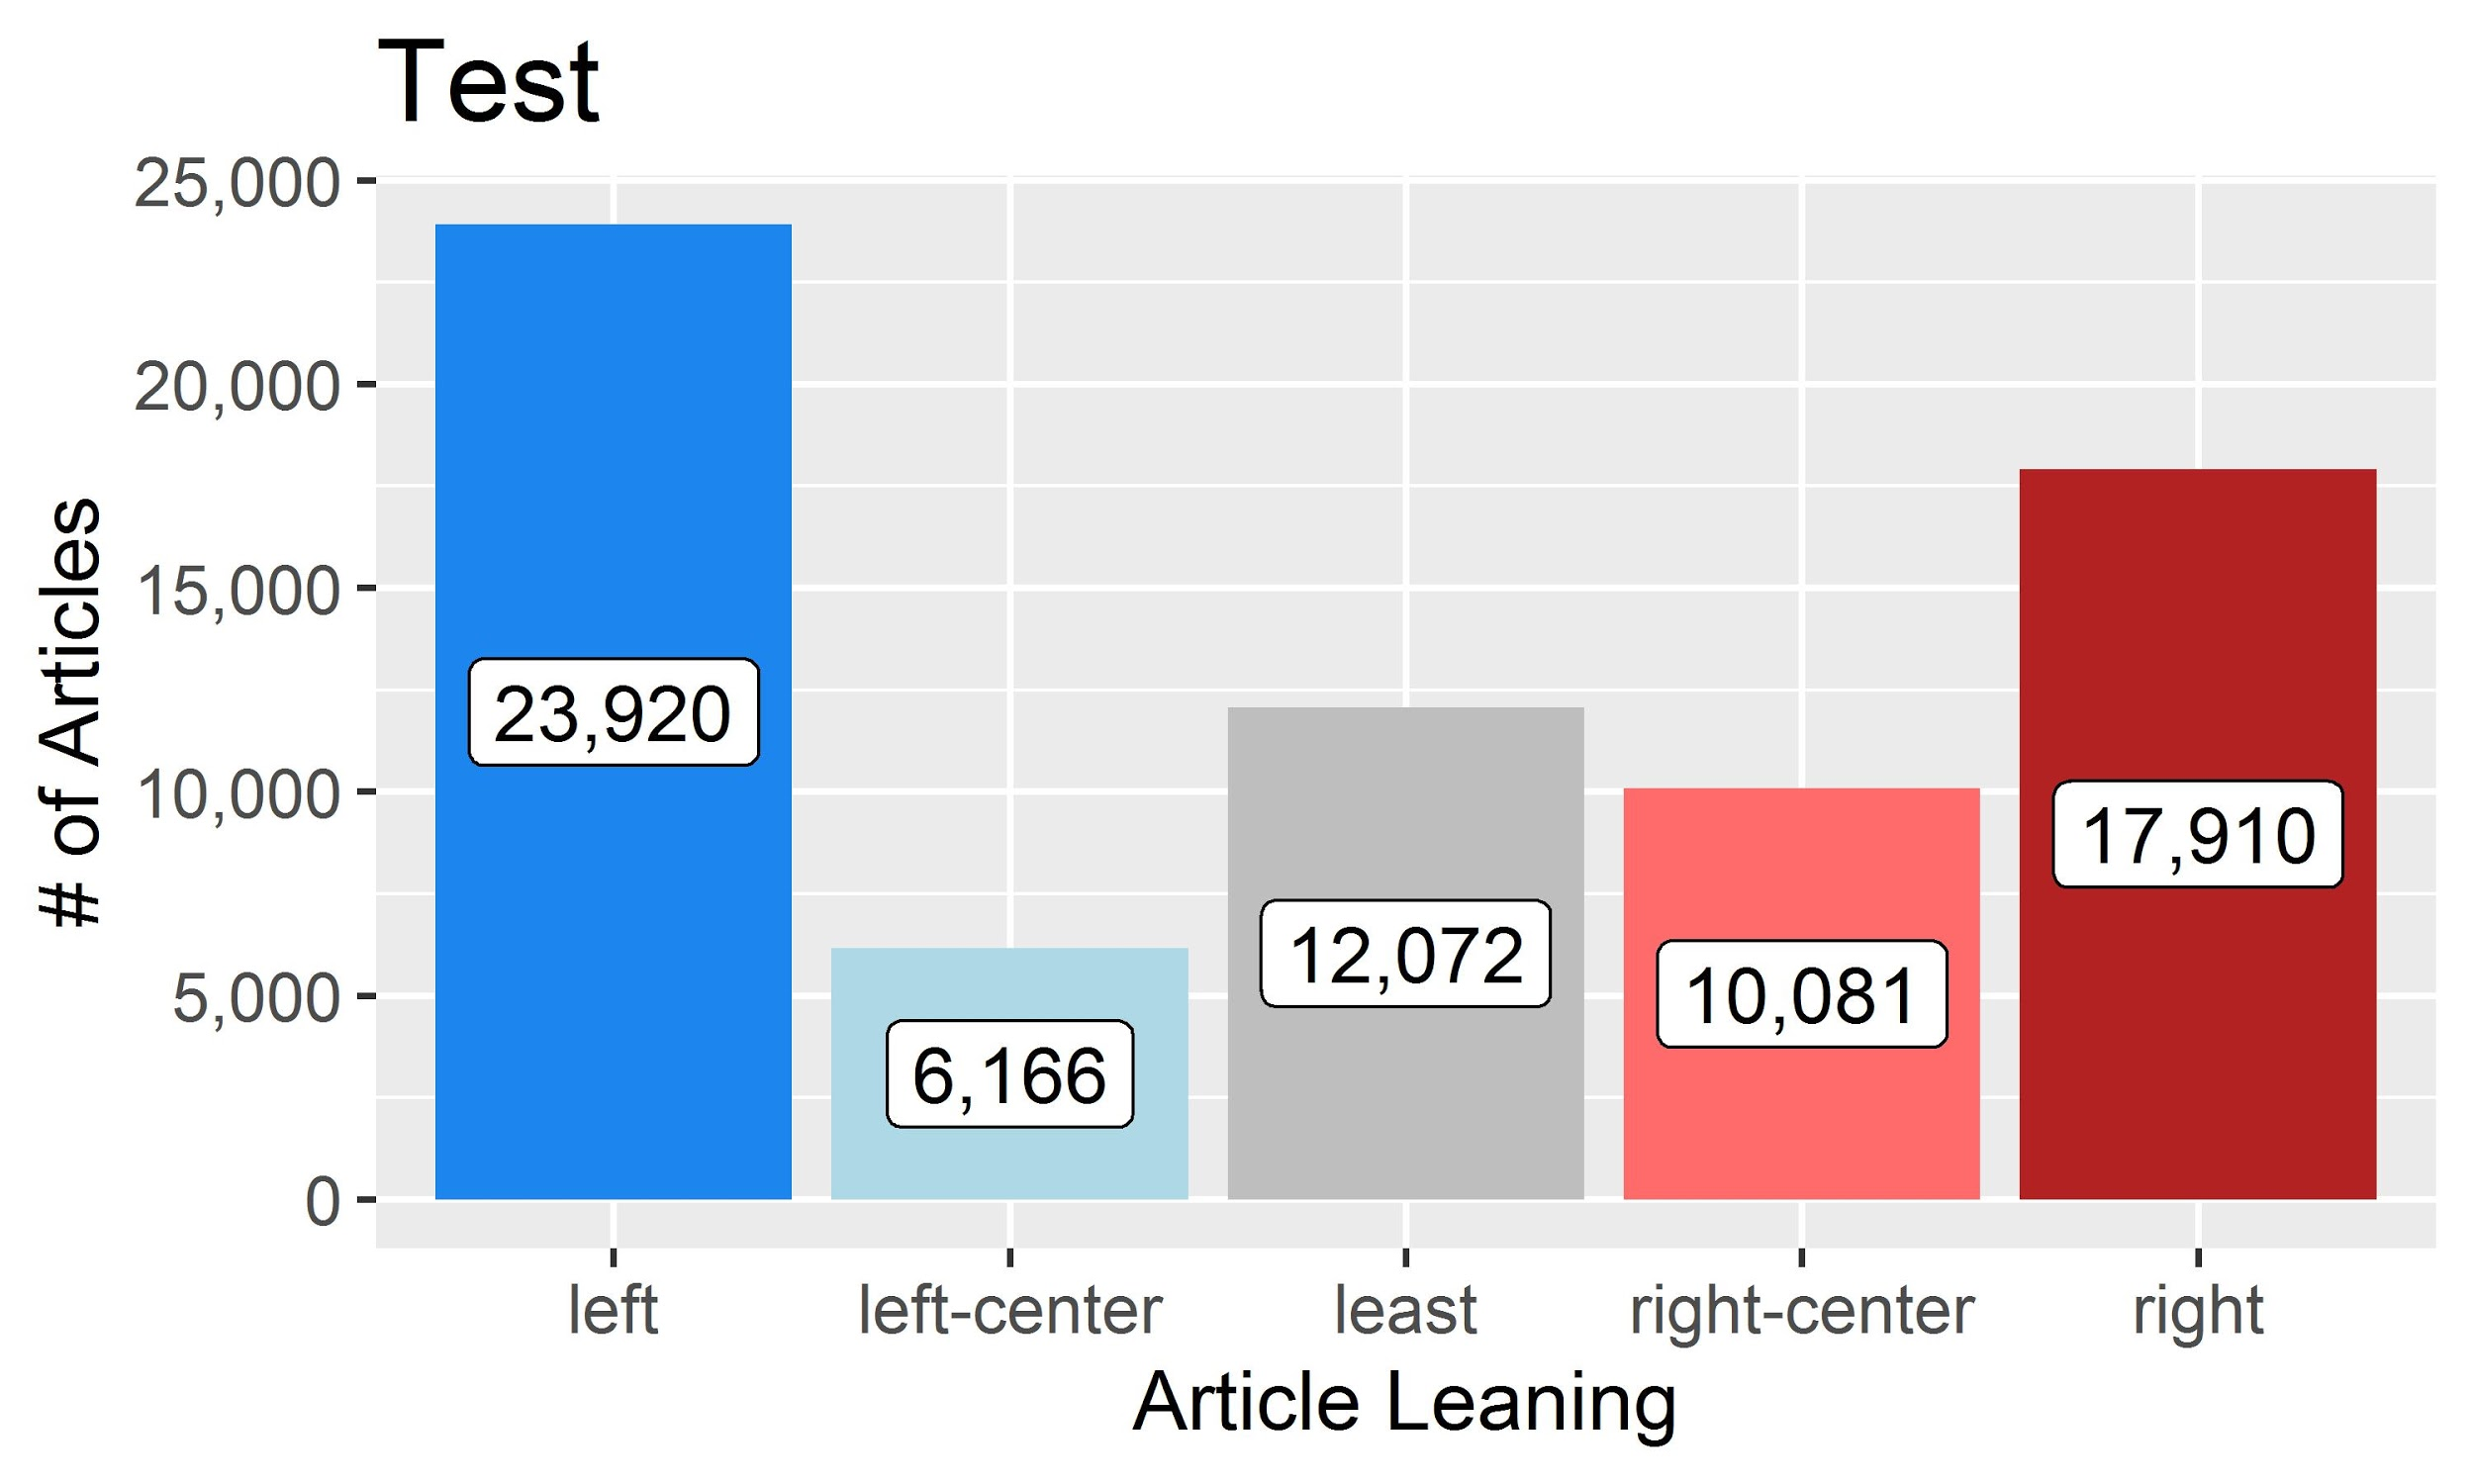 Test
25,000
20,000
15,000
10,000
5,000
0
# of Articles
23,920
6,166
12,072
10,081
17,910
left left-center least right-center right
Article Leaning